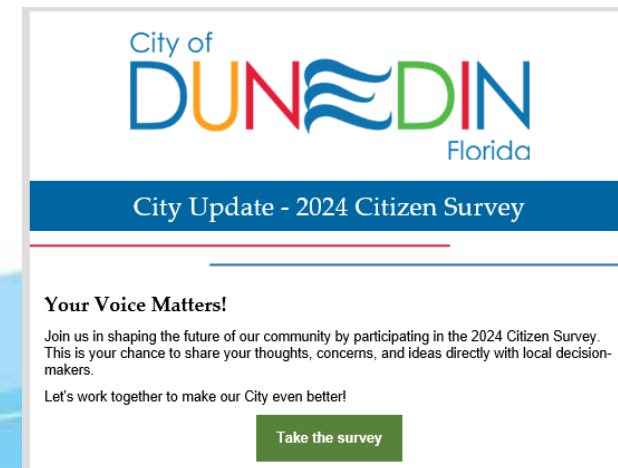 City of
DUNEDIN
Florida
City Update - 2024 Citizen Survey
Your Voice Matters!
Join us in shaping the future of our community by participating in the 2024 Citizen Survey.
This is your chance to share your thoughts, concerns, and ideas directly with local decision-
makers.
Let's work together to make our City even better!
Take the survey